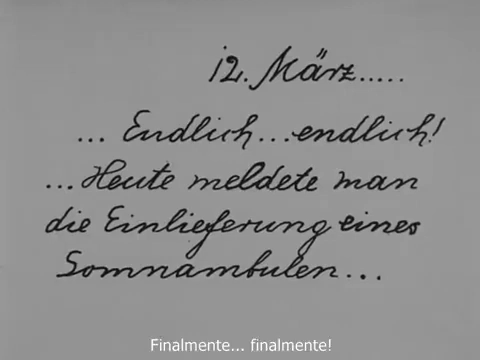 12. März.....
... Endlich...endlich!
...Heute meldete man
die Einlieferung eines
Somnambulen...
Finalmente... finalmente!